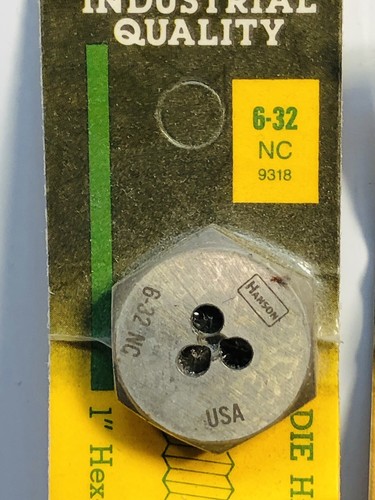 INDUSTRIAL
QUALITY
6-32
NC
9318
HANSON
6-32 NC
USA
1" Hex
DIE H